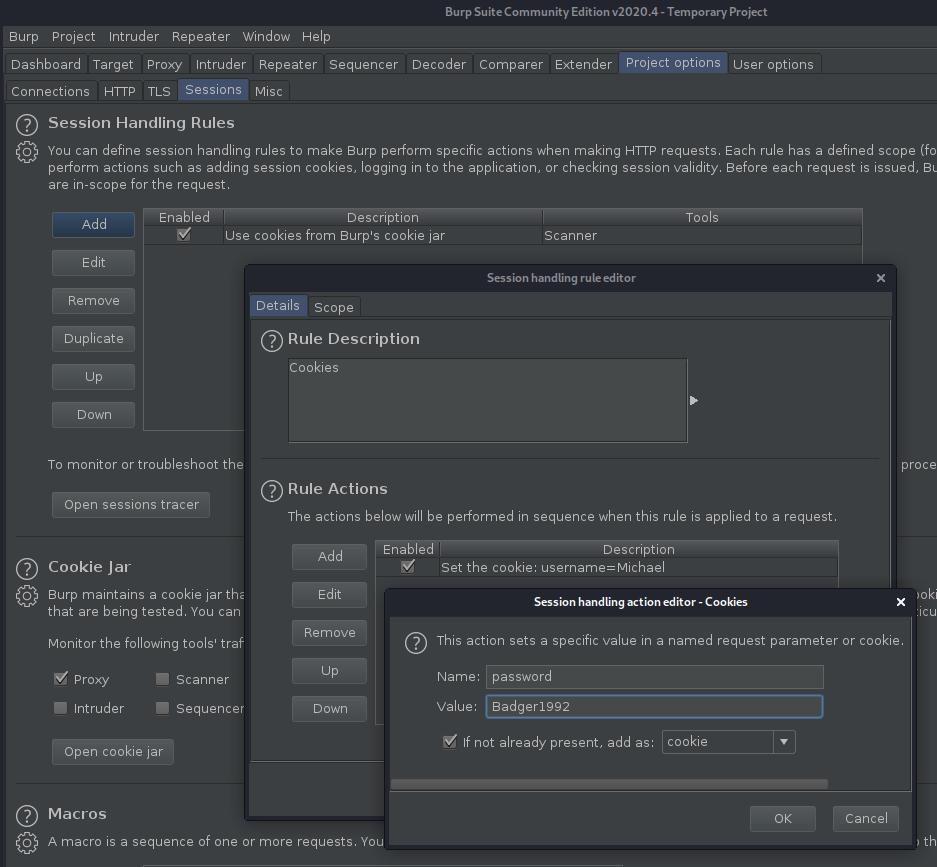 Burp Suite Community Edition v2020.4 - Temporary Project
Burp Project Intruder Repeater Window Help
Dashboard Target Proxy Intruder Repeater Sequencer Decoder Comparer Extender Project options User options
Connections HTTP TLS Sessions Misc
Session Handling Rules
You can define session handling rules to make Burp perform specific actions when making HTTP requests. Each rule has a defined scope (fo
perform actions such as adding session cookies, logging in to the application, or checking session validity. Before each request is issued, Bu
are in-scope for the request.
Add
Edit
Remove
Duplicate
Up
Down
Enabled Description Tools
Use cookies from Burp's cookie jar Scanner
To monitor or troubleshoot the
proce
Open sessions tracer
Cookie Jar
Burp maintains a cookie jar tha
that are being tested. You can
Monitor the following tools' traf
Proxy Scanner
Intruder Sequencer
Open cookie jar
Macros
A macro is a sequence of one or more requests. You
Session handling rule editor
Details Scope
Rule Description
Cookies
Rule Actions
The actions below will be performed in sequence when this rule is applied to a request.
Add
Edit
Remove
Up
Down
Enabled Description
Set the cookie: username=Michael
Session handling action editor - Cookies
This action sets a specific value in a named request parameter or cookie.
Name: password
Value: Badger1992
If not already present, add as: cookie
OK Cancel